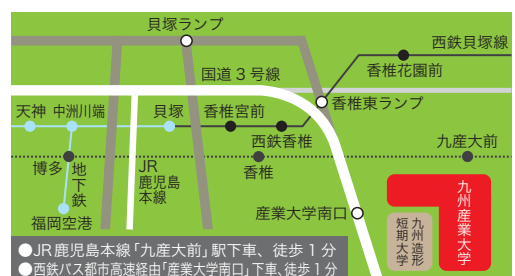 貝塚ランプ
西鉄貝塚線
香椎花園前
国道3号線
香椎東ランプ
天神
中洲川端
貝塚
香椎宮前
西鉄香椎
九産大前
博多
地下鉄
JR
鹿児島
本線
香椎
福岡空港
産業大学南口
九州造形
短期大学
九州産業大学
●JR鹿児島本線「九産大前」駅下車、徒歩1分
●西鉄バス都市高速経由「産業大学南口」下車、徒歩1分